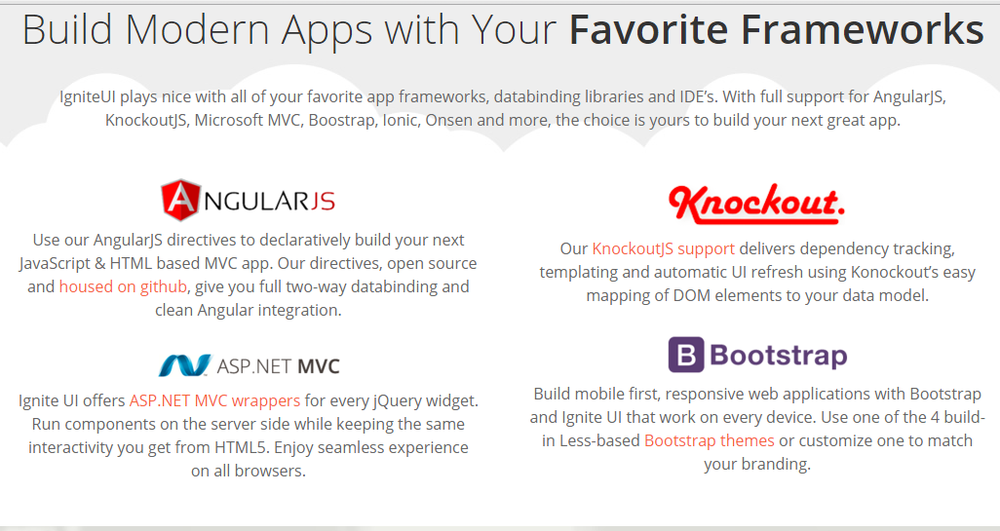 Build Modern Apps with Your Favorite Frameworks
IgniteUI plays nice with all of your favorite app frameworks, databinding libraries and IDE's. With full support for AngularJS,
KnockoutJS, Microsoft MVC, Boostrap, Ionic, Onsen and more, the choice is yours to build your next great app.
ANGULARJS
Use our AngularJS directives to declaratively build your next
JavaScript & HTML based MVC app. Our directives, open source
and housed on github, give you full two-way databinding and
clean Angular integration.
Knockout.
Our KnockoutJS support delivers dependency tracking,
templating and automatic UI refresh using Konockout's easy
mapping of DOM elements to your data model.
ASP.NET MVC
Ignite UI offers ASP.NET MVC wrappers for every jQuery widget.
Run components on the server side while keeping the same
interactivity you get from HTML5. Enjoy seamless experience
on all browsers.
B Bootstrap
Build mobile first, responsive web applications with Bootstrap
and Ignite UI that work on every device. Use one of the 4 build-
in Less-based Bootstrap themes or customize one to match
your branding.